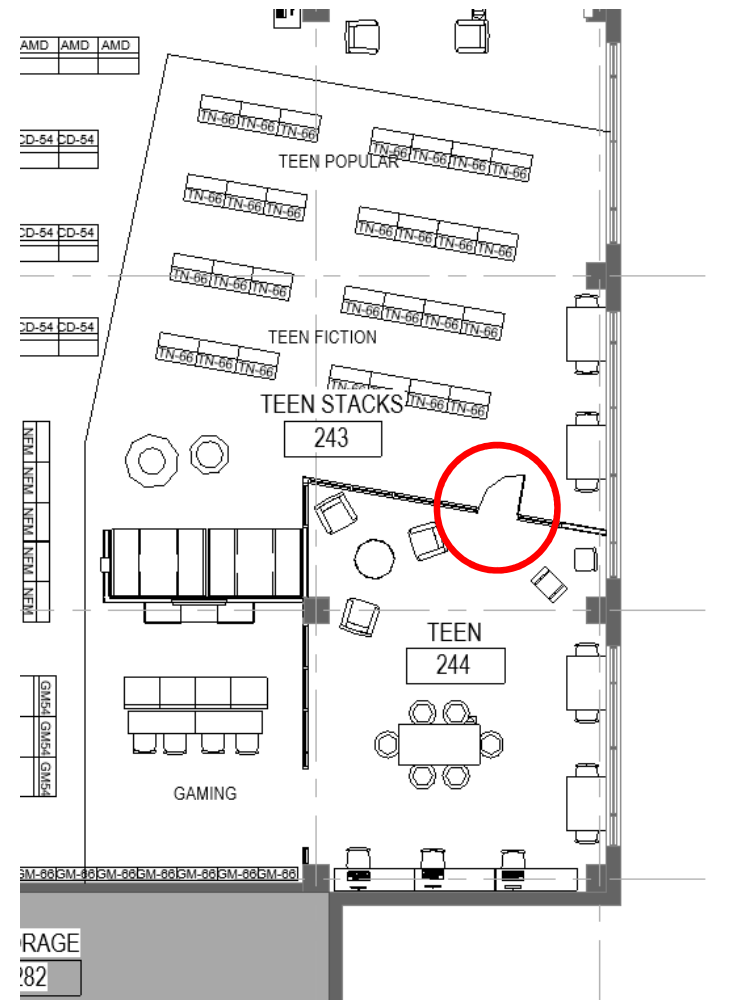 AMD AMD AMD
CD-54 CD-54
TN-66 TN-66 TN-66
TN-66 TN-66 TN-66 TN-66
TEEN POPULAR
TN-66 TN-66 TN-66
TN-66 TN-66 TN-66 TN-66
CD-54 CD-54
TN-66 TN-66 TN-66
TN-66 TN-66 TN-66 TN-66
CD-54 CD-54
TEEN FICTION
TN-66 TN-66 TN-66
TN-66 TN-66 TN-66
TEEN STACKS
243
NFM NFM NFM NFM NFM
TEEN
244
GM54 GM54 GM54
GAMING
GM-66 GM-66 GM-66 GM-66 GM-66 GM-66 GM-66
RAGE
282